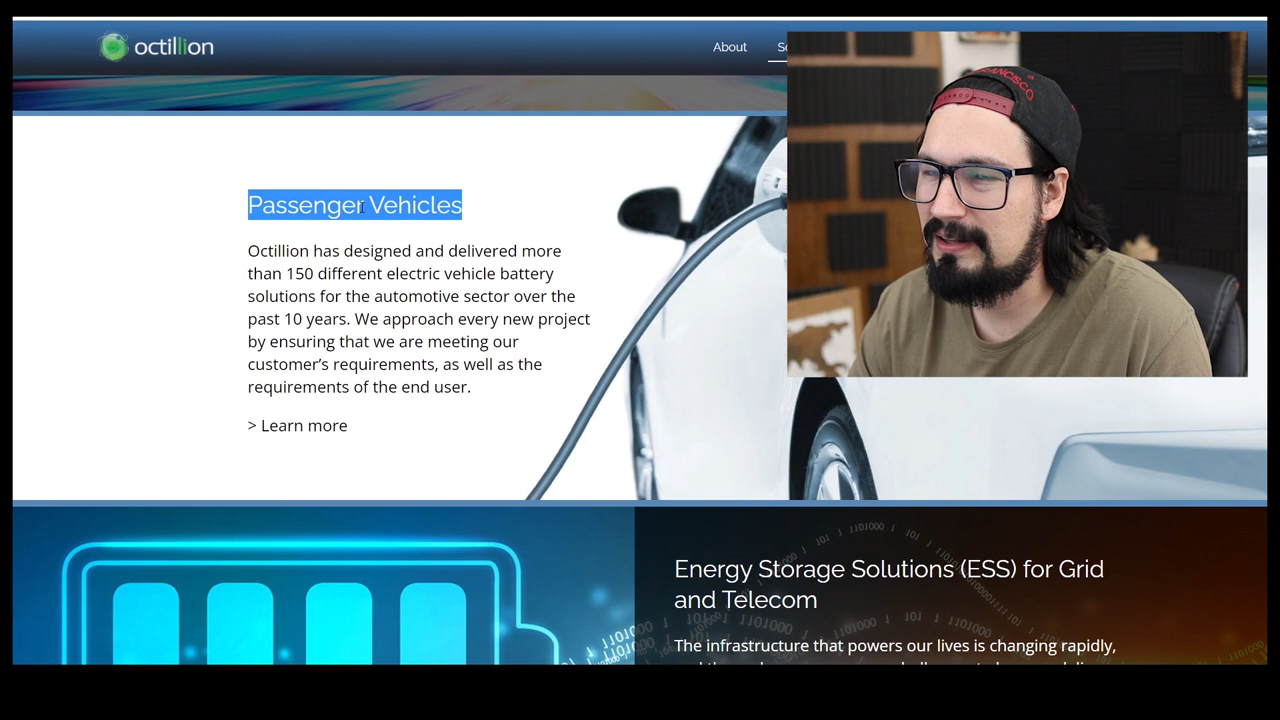 octillion
About
Passenger Vehicles
Octillion has designed and delivered more
than 150 different electric vehicle battery
solutions for the automotive sector over the
past 10 years. We approach every new project
by ensuring that we are meeting our
customer’s requirements, as well as the
requirements of the end user.
> Learn more
Energy Storage Solutions (ESS) for Grid
and Telecom
The infrastructure that powers our lives is changing rapidly,